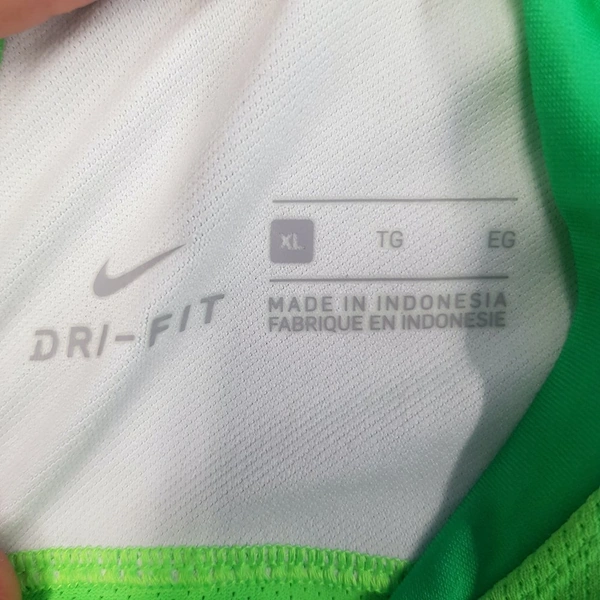 XL TG EG
MADE IN INDONESIA
FABRIQUE EN INDONESIE
DRI-FIT